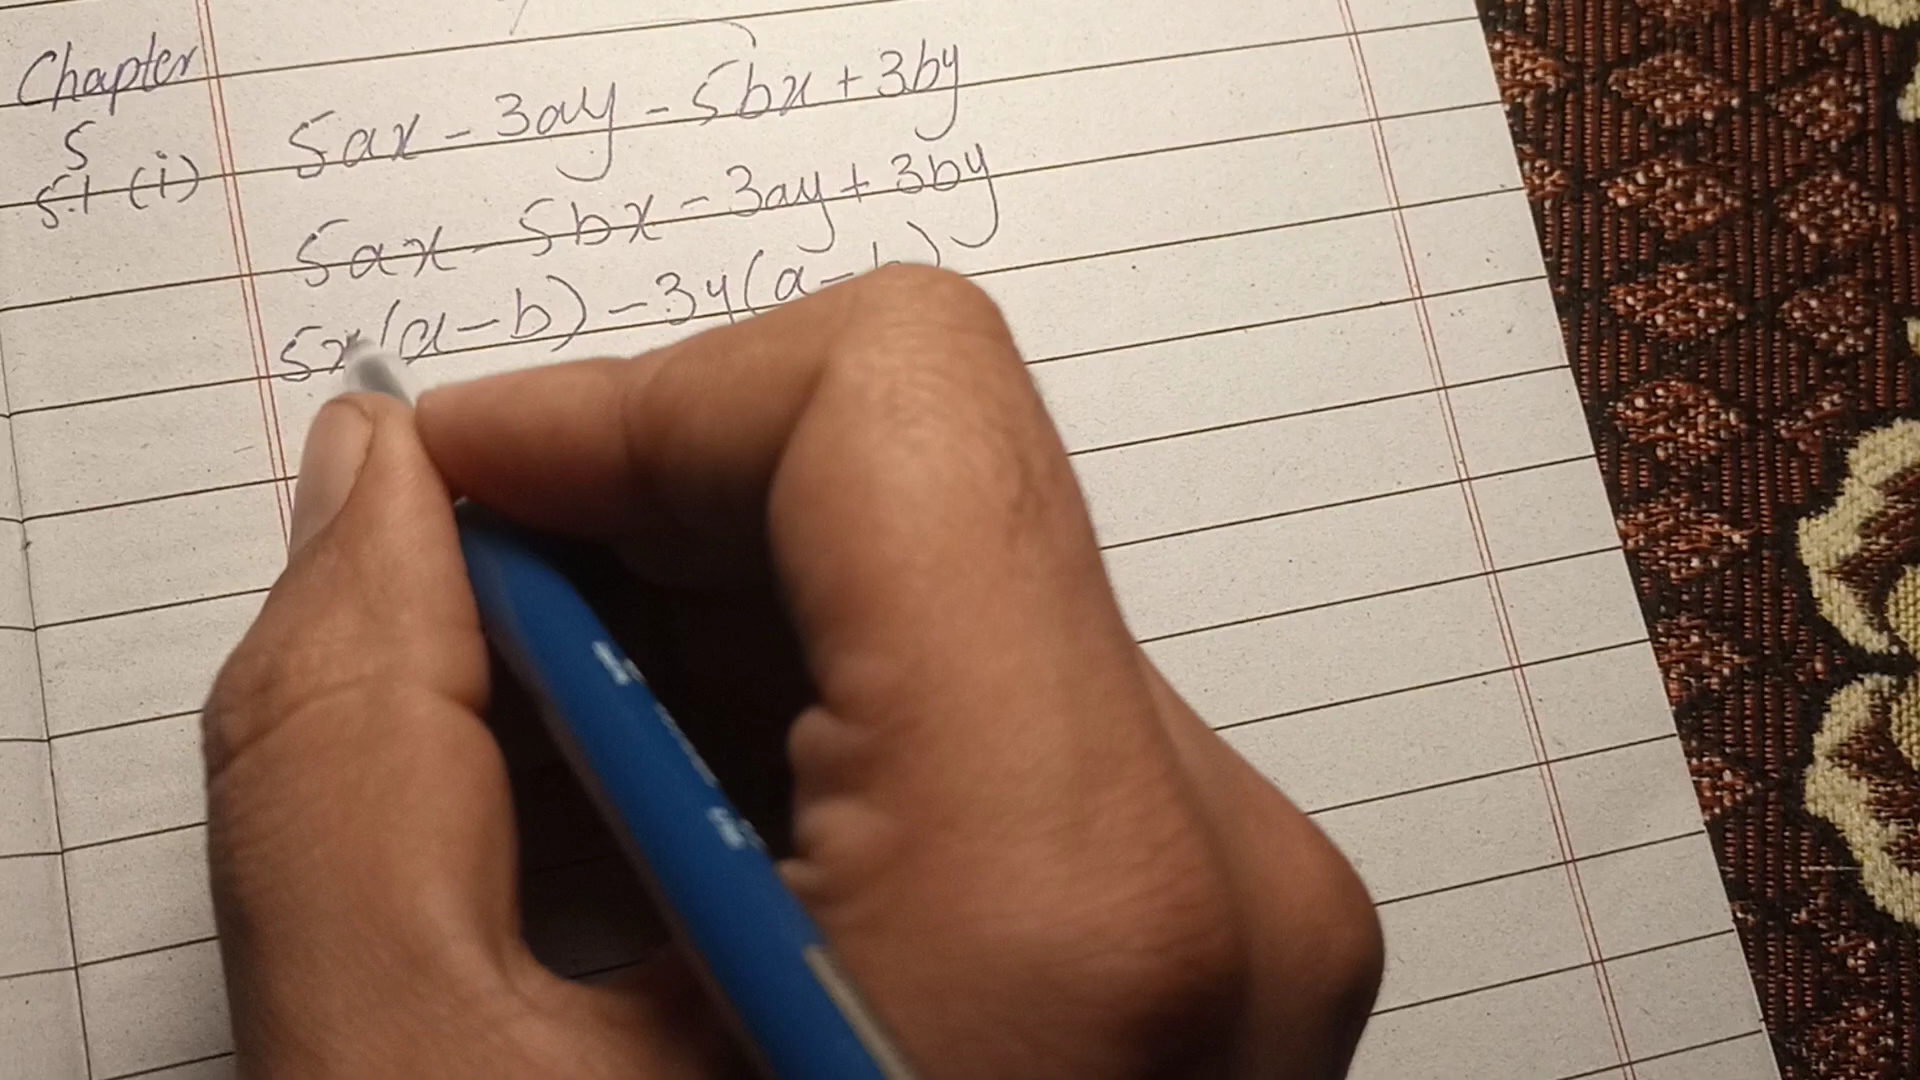 Chapter
5
5.1 (i)
5ax - 3ay - 5bx + 3by
5ax - 5bx - 3ay + 3by
5x(a-b) - 3y(a-b)